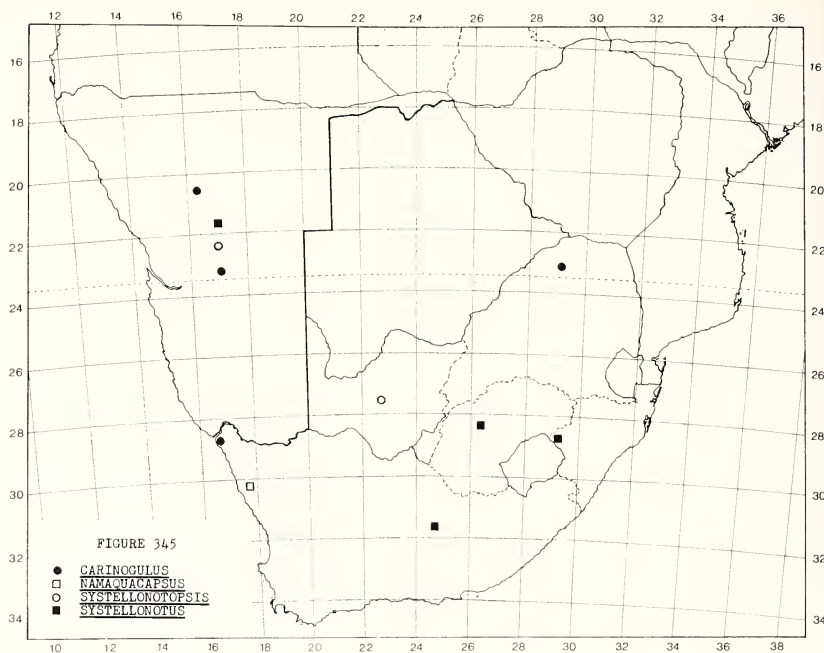 12 14 16 18 20 22 24 26 28 30 32 34 36
16 16
18 18
20 20
22 22
24 24
26 26
28 28
30 30
32 32
34 34
FIGURE 345
CARINOGULUS
NAMAQUACAPSUS
SYSTELLONOTOPSIS
SYSTELLONOTUS
10 12 14 16 18 20 22 24 26 28 30 32 34 36 38